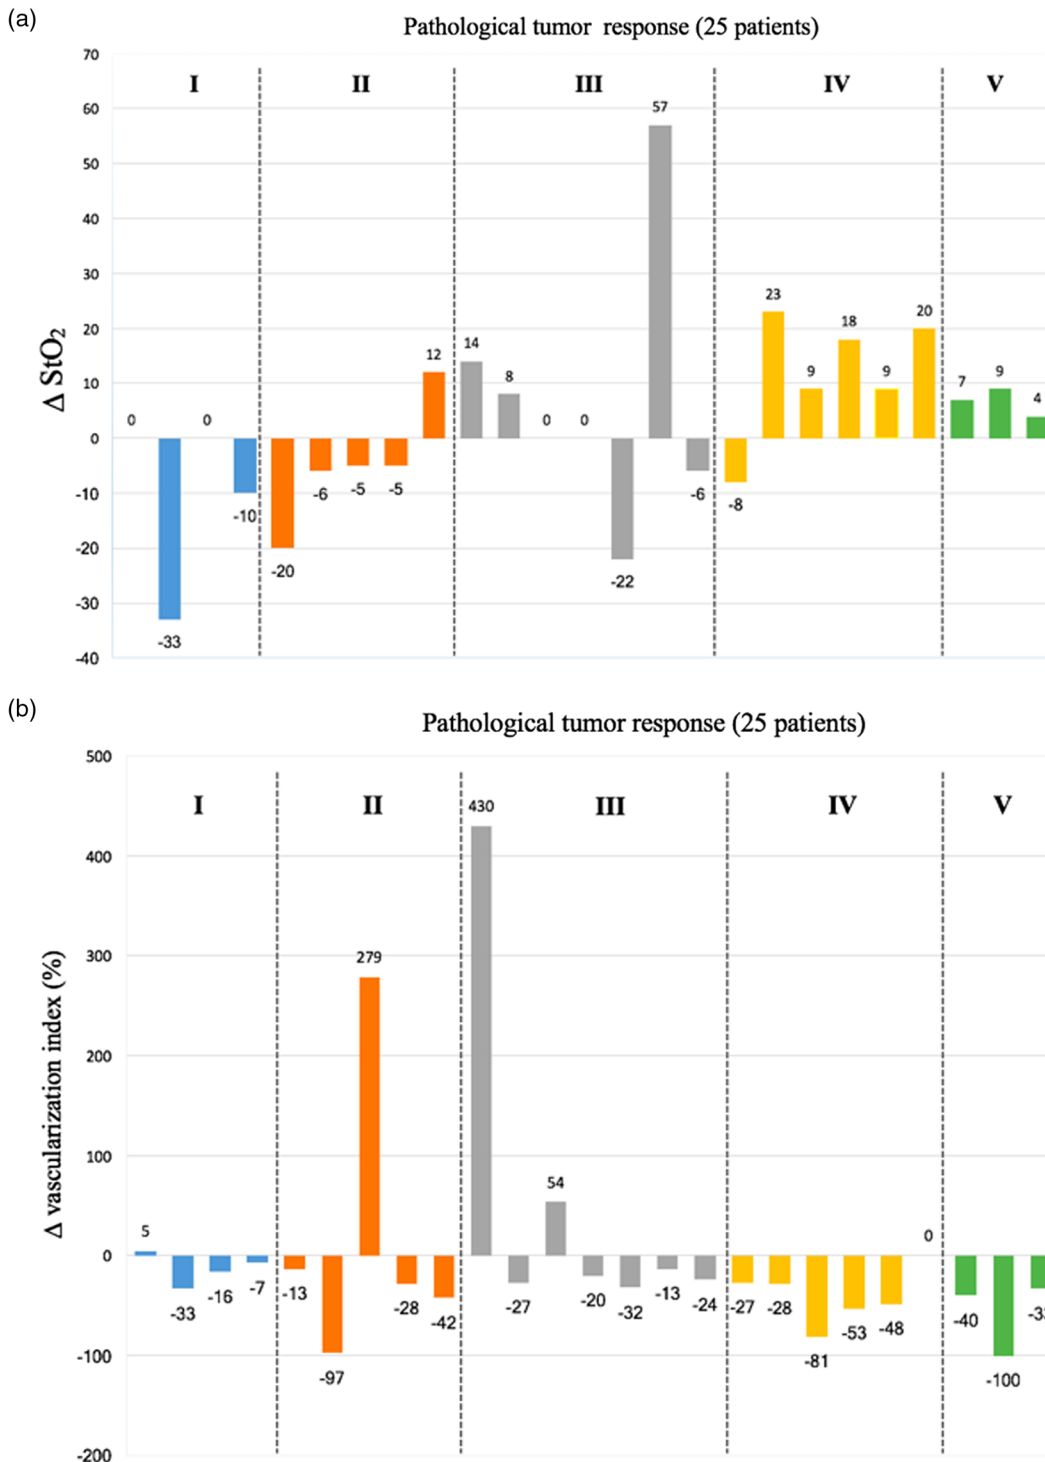 (a)
Pathological tumor response (25 patients)
I II III IV V
70
60
50
40
30
20
10
0
-10
-20
-30
-40
Δ StO2
0 -33 0 -10 -20 -6 -5 -5 12 14 8 0 0 -22 57 -6 -8 23 9 18 9 20 7 9 4
(b)
Pathological tumor response (25 patients)
I II III IV V
500
400
300
200
100
0
-100
-200
Δ vascularization index (%)
5 -33 -16 -7 -13 -97 279 -28 -42 430 -27 54 -20 -32 -13 -24 -27 -28 -81 -53 -48 0 -40 -100